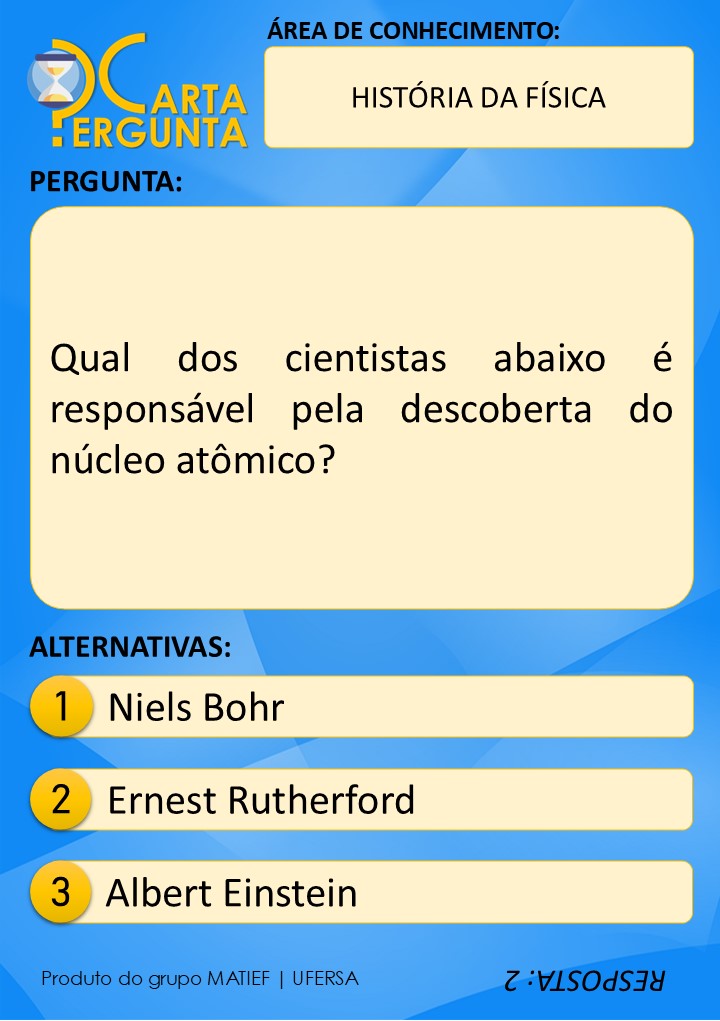 ÁREA DE CONHECIMENTO:
CARTA
PERGUNTA
HISTÓRIA DA FÍSICA
PERGUNTA:
Qual dos cientistas abaixo é
responsável pela descoberta do
núcleo atômico?
ALTERNATIVAS:
1 Niels Bohr
2 Ernest Rutherford
3 Albert Einstein
Produto do grupo MATIEF | UFERSA
RESPOSTA: 2